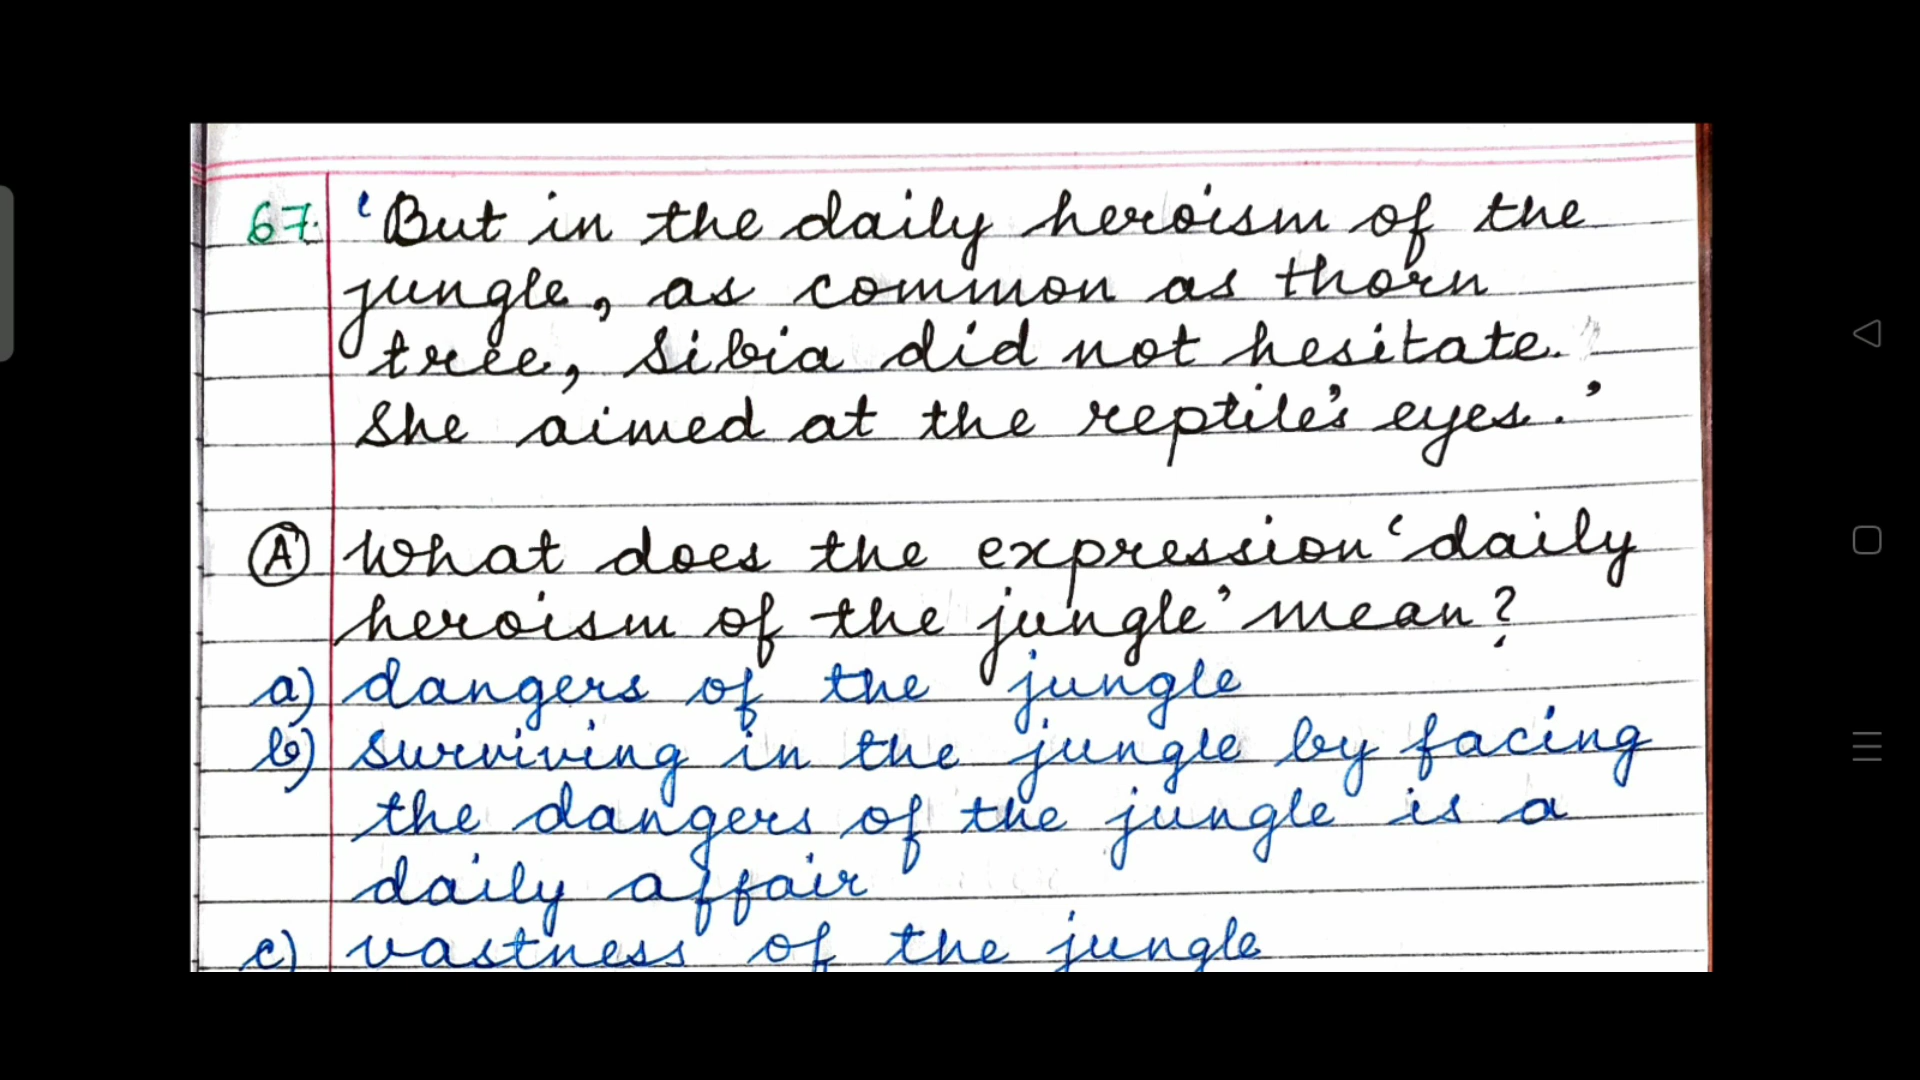 67. 'But in the daily heroism of the
jungle, as common as thorn
tree, Sibia did not hesitate.
She aimed at the reptile's eyes.'
(A) What does the expression 'daily
heroism of the jungle' mean?
a) dangers of the jungle
b) surviving in the jungle by facing
the dangers of the jungle is a
daily affair
c) vastness of the jungle